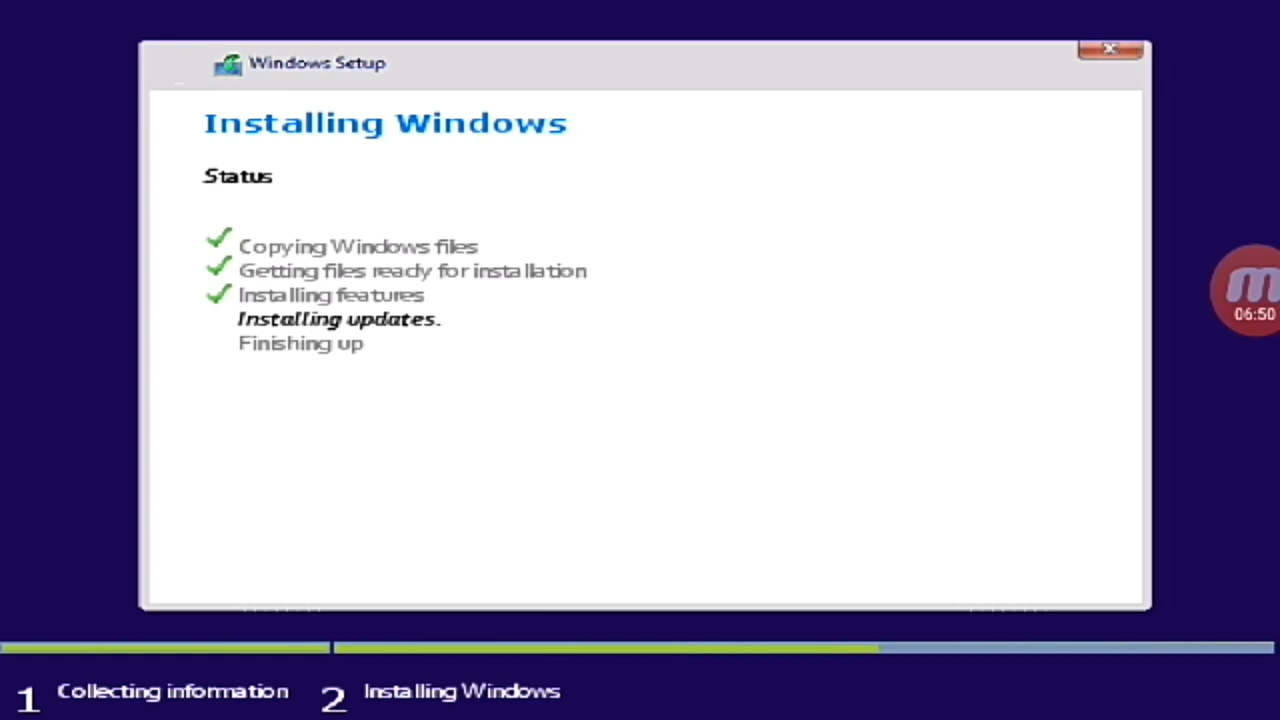 Windows Setup
Installing Windows
Status
Copying Windows files
Getting files ready for installation
Installing features
Installing updates.
Finishing up
06:50
1 Collecting information 2 Installing Windows